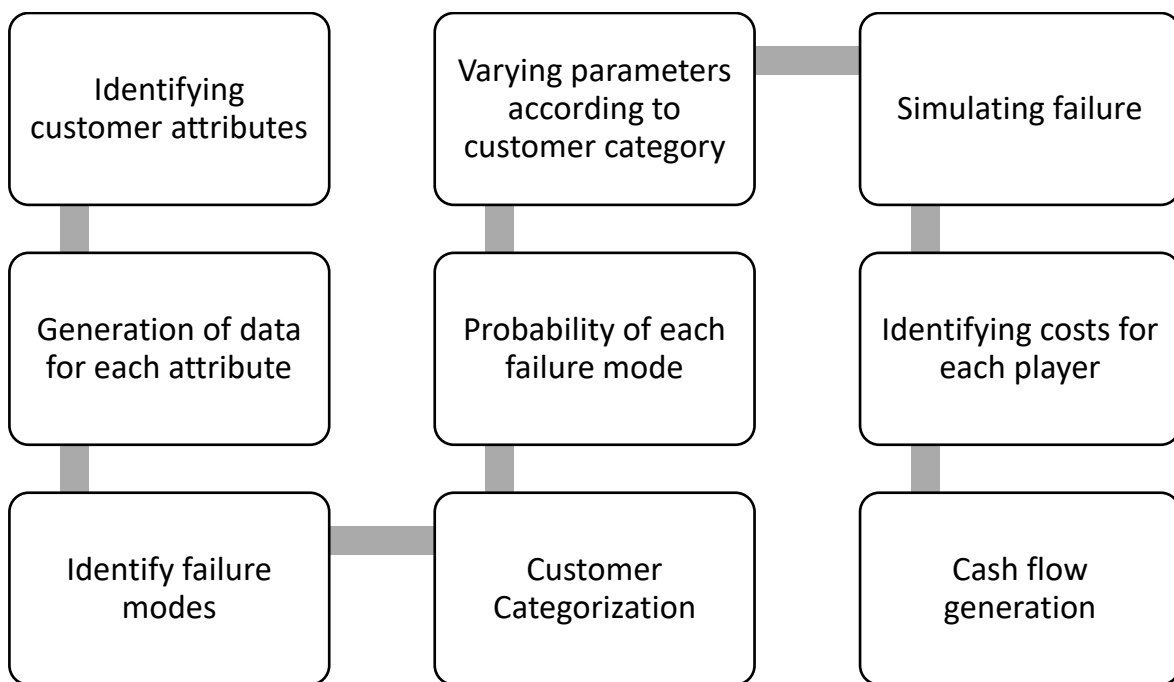 Identifying
customer attributes
Generation of data
for each attribute
Identify failure
modes
Customer
Categorization
Probability of each
failure mode
Varying parameters
according to
customer category
Simulating failure
Identifying costs for
each player
Cash flow
generation